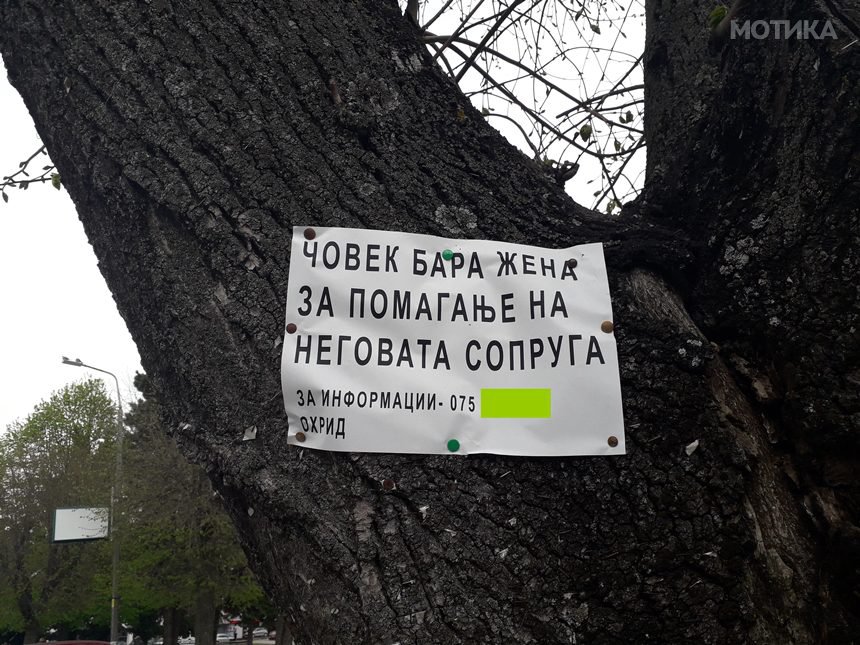 МОТИКА
ЧОВЕК БАРА ЖЕНА
ЗА ПОМАГАЊЕ НА
НЕГОВАТА СОПРУГА
ЗА ИНФОРМАЦИИ- 075
ОХРИД